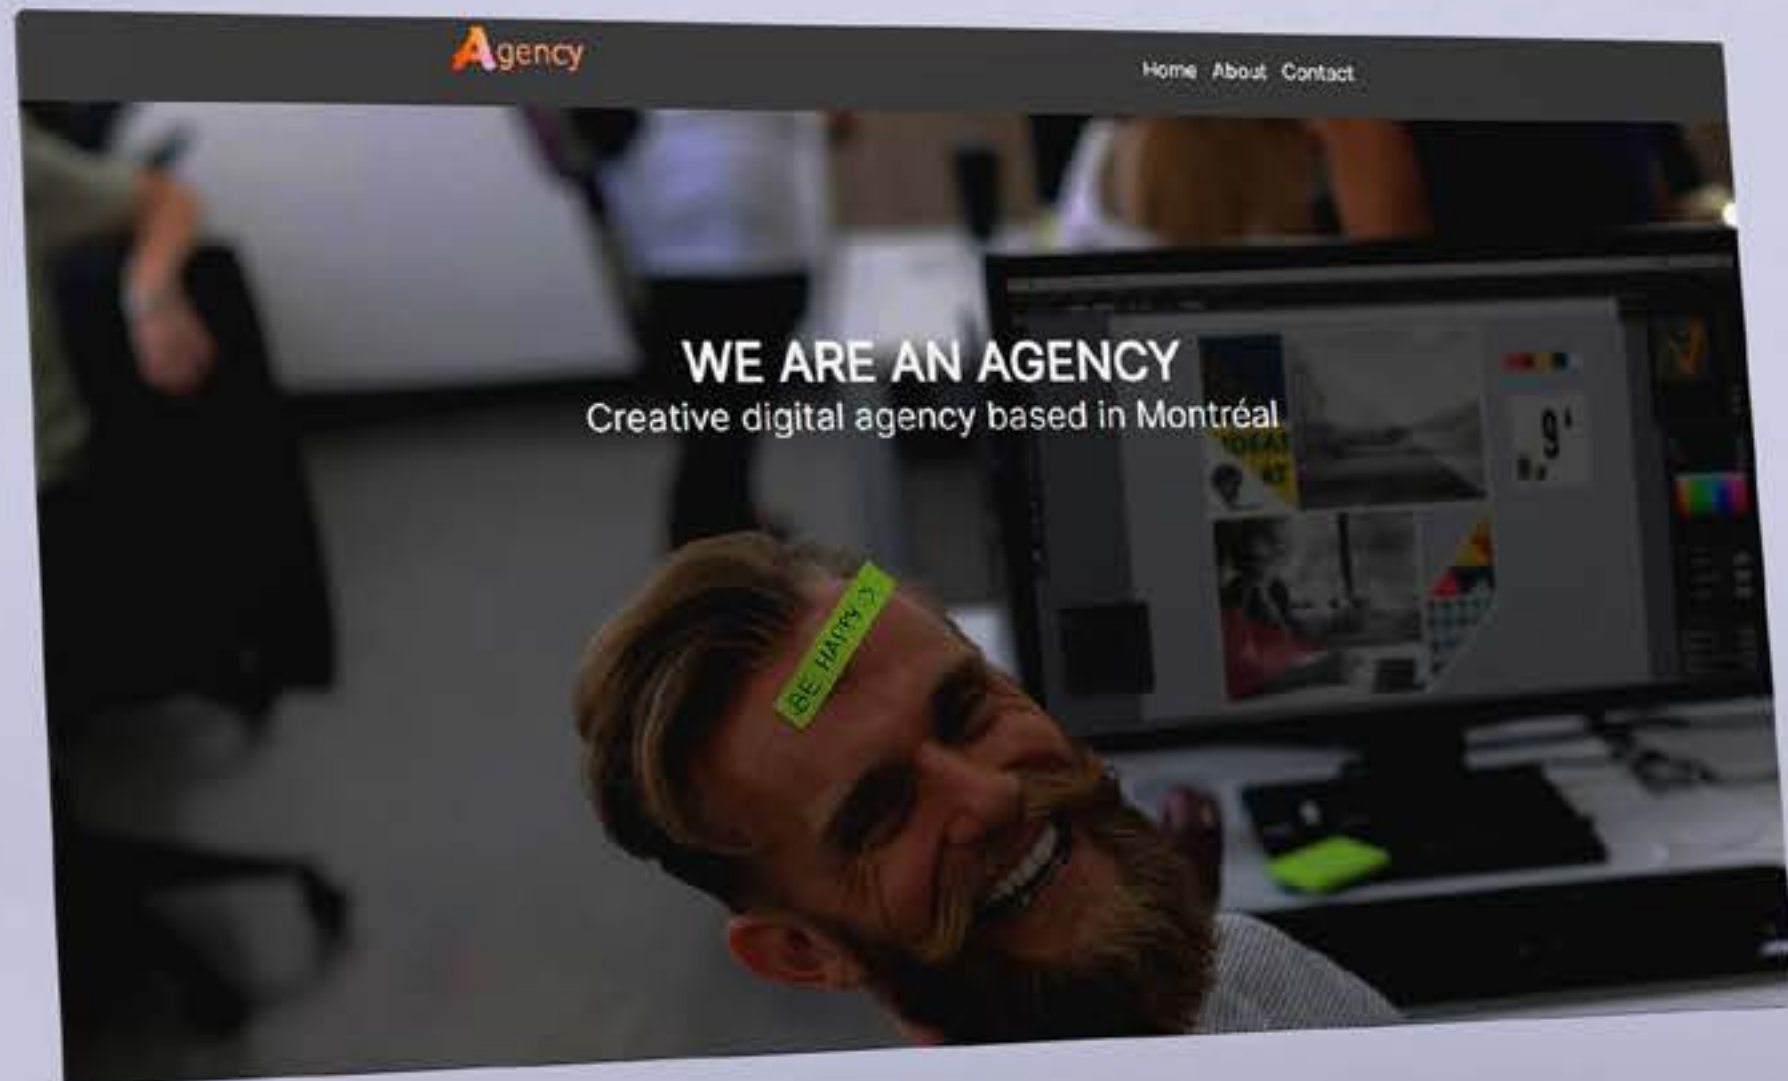 Agency
Home About Contact
WE ARE AN AGENCY
Creative digital agency based in Montréal
BE HAPPY